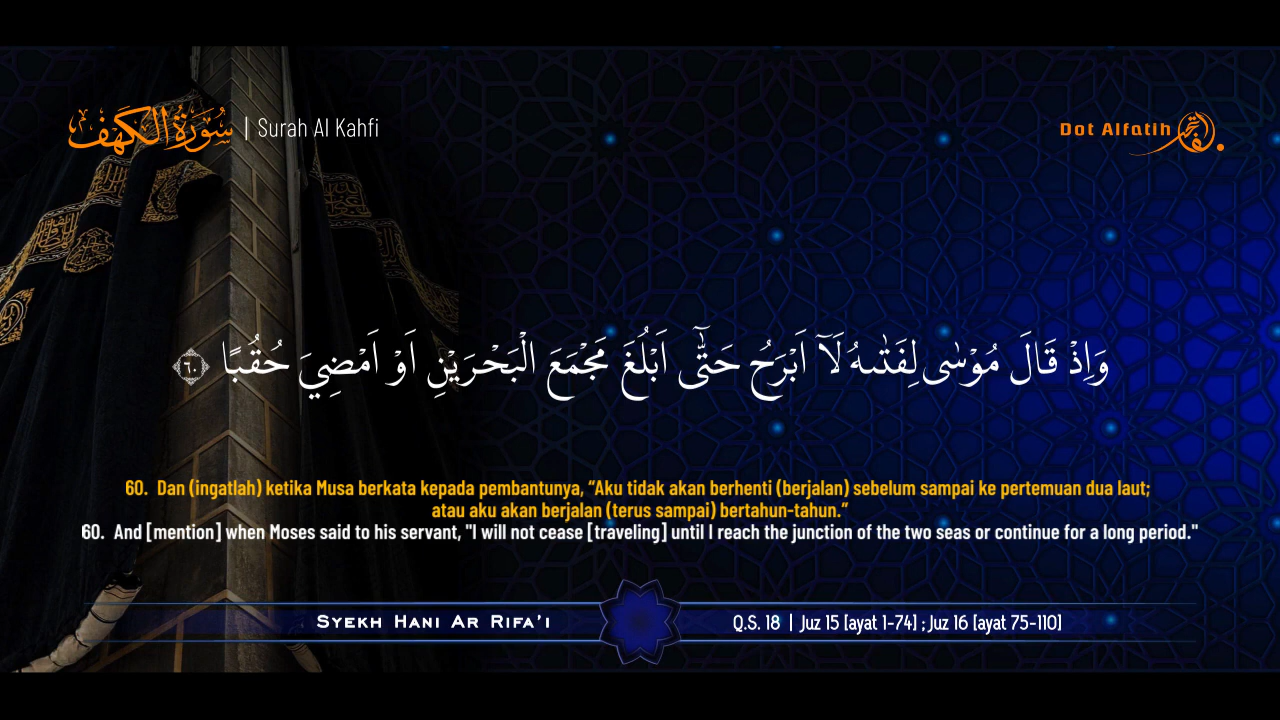 سُوْرَةُ الْكَهْف | Surah Al Kahfi
Dot Alfatih
وَاِذْ قَالَ مُوْسٰى لِفَتٰىهُ لَآ اَبْرَحُ حَتّٰٓى اَبْلُغَ مَجْمَعَ الْبَحْرَيْنِ اَوْ اَمْضِيَ حُقُبًا ٦٠
60. Dan (ingatlah) ketika Musa berkata kepada pembantunya, “Aku tidak akan berhenti (berjalan) sebelum sampai ke pertemuan dua laut;
atau aku akan berjalan (terus sampai) bertahun-tahun.”
60. And [mention] when Moses said to his servant, "I will not cease [traveling] until I reach the junction of the two seas or continue for a long period."
Syekh Hani Ar Rifa'i
Q.S. 18 | Juz 15 [ayat 1-74] ; Juz 16 [ayat 75-110]